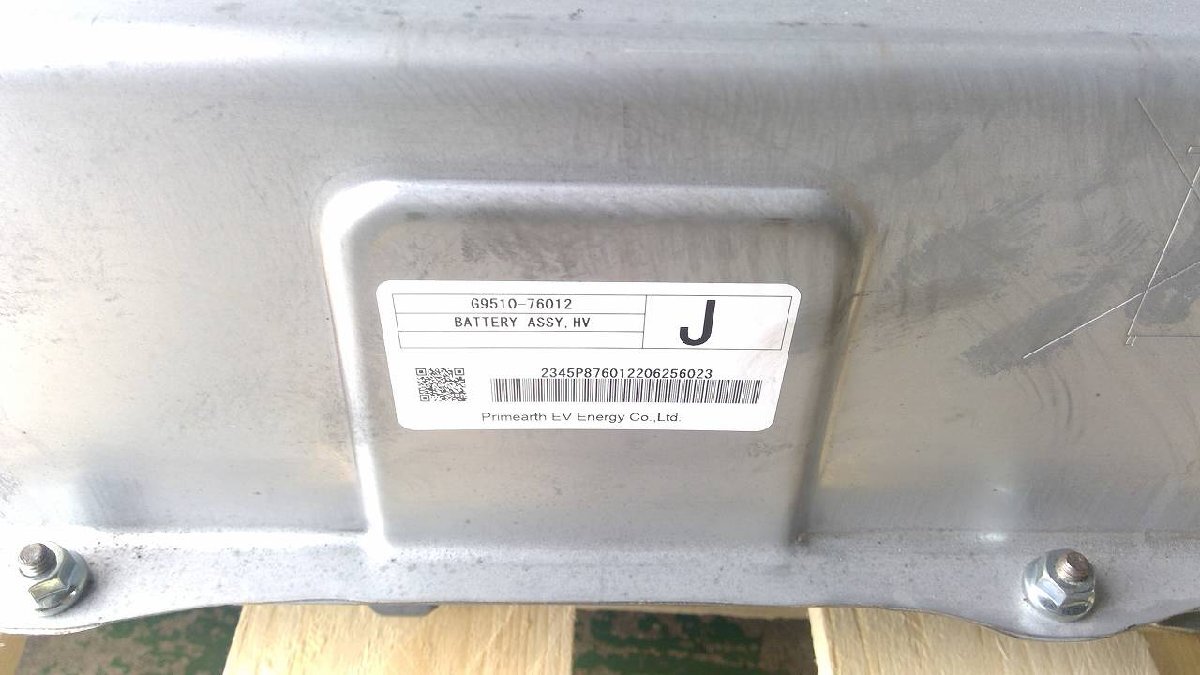 G9510-76012
BATTERY ASSY, HV
J
2345P876012206256023
Primearth EV Energy Co.,Ltd.